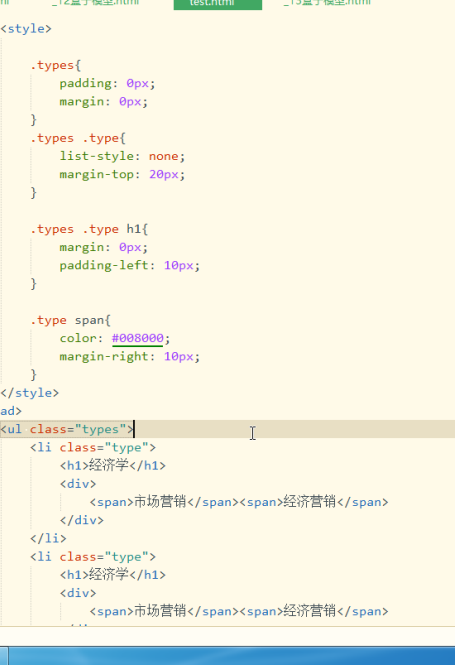 _12盒子模型.html test.html _13盒子模型.html
<style>
.types{
padding: 0px;
margin: 0px;
}
.types .type{
list-style: none;
margin-top: 20px;
}
.types .type h1{
margin: 0px;
padding-left: 10px;
}
.type span{
color: #008000;
margin-right: 10px;
}
</style>
ad>
<ul class="types">
<li class="type">
<h1>经济学</h1>
<div>
<span>市场营销</span><span>经济营销</span>
</div>
</li>
<li class="type">
<h1>经济学</h1>
<div>
<span>市场营销</span><span>经济营销</span>